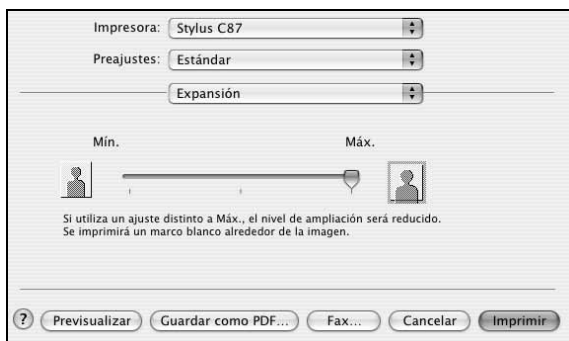 Impresora: Stylus C87
Preajustes: Estándar
Expansión
Mín. Máx.
Si utiliza un ajuste distinto a Máx., el nivel de ampliación será reducido.
Se imprimirá un marco blanco alrededor de la imagen.
? Previsualizar Guardar como PDF... Fax... Cancelar Imprimir